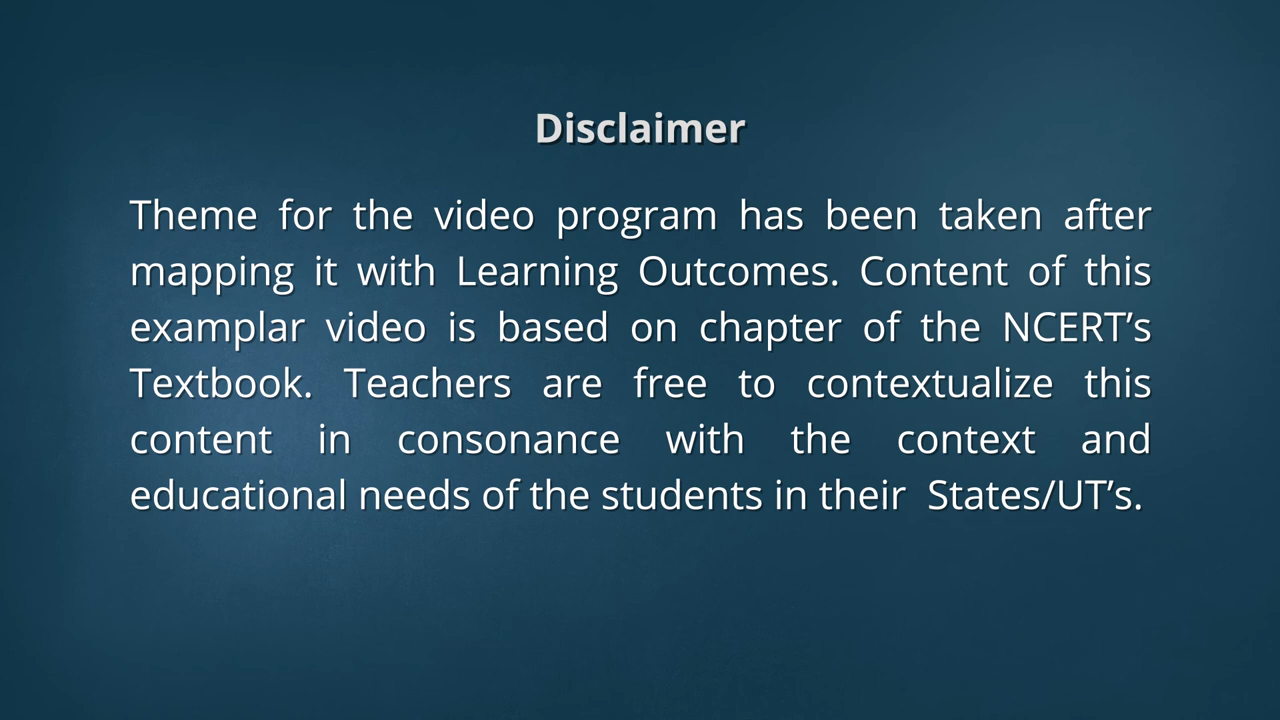 Disclaimer
Theme for the video program has been taken after
mapping it with Learning Outcomes. Content of this
examplar video is based on chapter of the NCERT’s
Textbook. Teachers are free to contextualize this
content in consonance with the context and
educational needs of the students in their  States/UT’s.